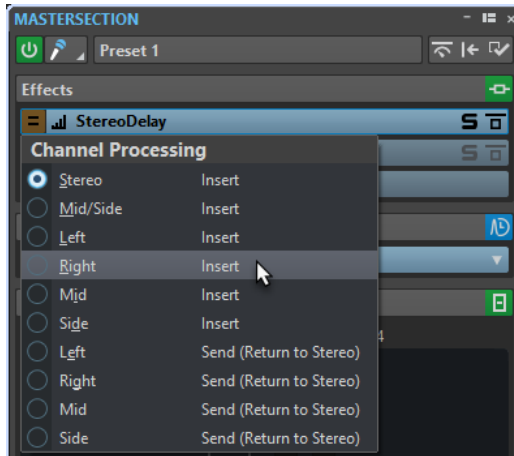 MASTERSECTION
Preset 1
Effects
StereoDelay S
Channel Processing
S
Stereo Insert
Mid/Side Insert
Left Insert
Right Insert
Mid Insert
Side Insert
4
Left Send (Return to Stereo)
Right Send (Return to Stereo)
Mid Send (Return to Stereo)
Side Send (Return to Stereo)